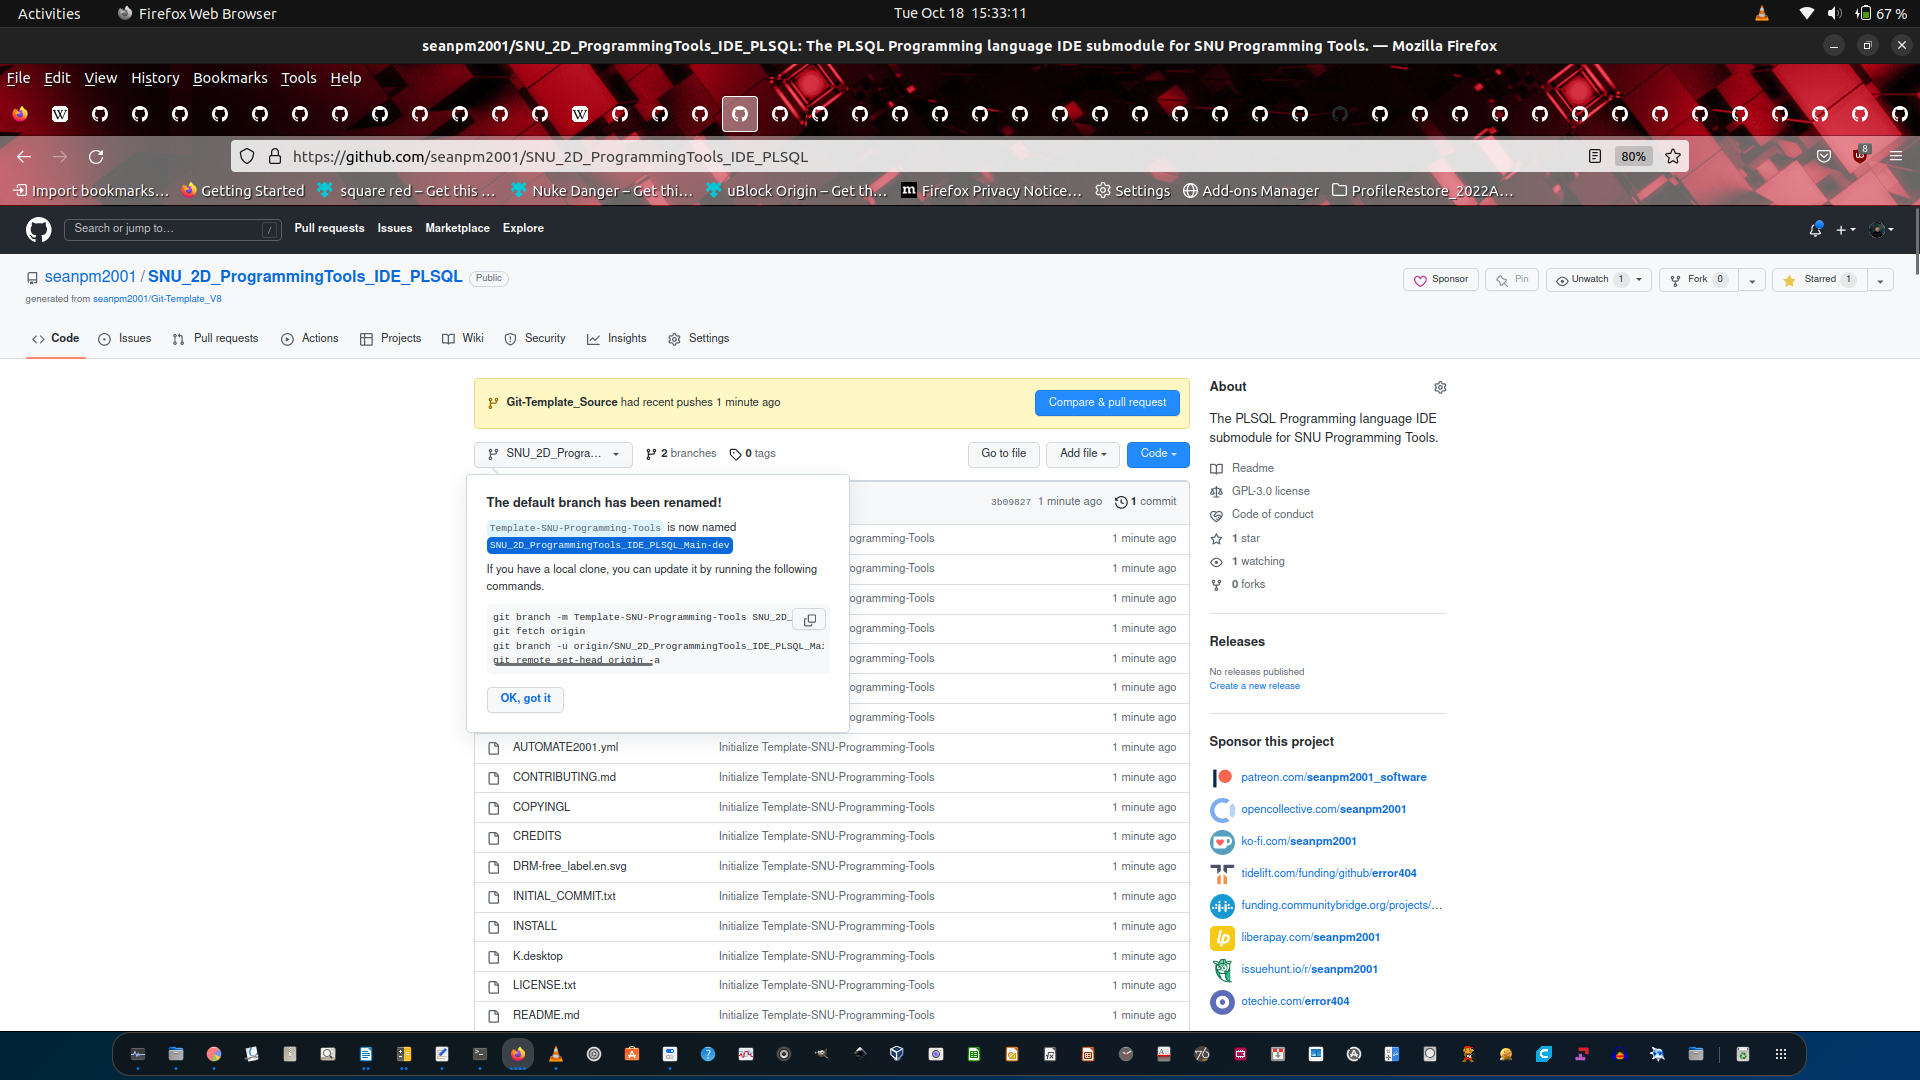 Activities
Firefox Web Browser
Tue Oct 18 15:33:11
67 %
seanpm2001/SNU_2D_ProgrammingTools_IDE_PLSQL: The PLSQL Programming language IDE submodule for SNU Programming Tools. — Mozilla Firefox
File Edit View History Bookmarks Tools Help
https://github.com/seanpm2001/SNU_2D_ProgrammingTools_IDE_PLSQL
80%
8
Import bookmarks… Getting Started square red – Get this … Nuke Danger – Get thi… uBlock Origin – Get th… Firefox Privacy Notice… Settings Add-ons Manager ProfileRestore_2022A…
Search or jump to… /
Pull requests Issues Marketplace Explore
seanpm2001 / SNU_2D_ProgrammingTools_IDE_PLSQL Public
generated from seanpm2001/Git-Template_V8
Sponsor Pin Unwatch 1 Fork 0 Starred 1
Code Issues Pull requests Actions Projects Wiki Security Insights Settings
Git-Template_Source had recent pushes 1 minute ago
Compare & pull request
SNU_2D_Progra… 2 branches 0 tags
Go to file Add file Code
The default branch has been renamed!
Template-SNU-Programming-Tools is now named
SNU_2D_ProgrammingTools_IDE_PLSQL_Main-dev
If you have a local clone, you can update it by running the following
commands.
git branch -m Template-SNU-Programming-Tools SNU_2D_
git fetch origin
git branch -u origin/SNU_2D_ProgrammingTools_IDE_PLSQL_Mai
git remote set-head origin -a
OK, got it
3b09827 1 minute ago 1 commit
ogramming-Tools 1 minute ago
ogramming-Tools 1 minute ago
ogramming-Tools 1 minute ago
ogramming-Tools 1 minute ago
ogramming-Tools 1 minute ago
ogramming-Tools 1 minute ago
ogramming-Tools 1 minute ago
AUTOMATE2001.yml Initialize Template-SNU-Programming-Tools 1 minute ago
CONTRIBUTING.md Initialize Template-SNU-Programming-Tools 1 minute ago
COPYINGL Initialize Template-SNU-Programming-Tools 1 minute ago
CREDITS Initialize Template-SNU-Programming-Tools 1 minute ago
DRM-free_label.en.svg Initialize Template-SNU-Programming-Tools 1 minute ago
INITIAL_COMMIT.txt Initialize Template-SNU-Programming-Tools 1 minute ago
INSTALL Initialize Template-SNU-Programming-Tools 1 minute ago
K.desktop Initialize Template-SNU-Programming-Tools 1 minute ago
LICENSE.txt Initialize Template-SNU-Programming-Tools 1 minute ago
README.md Initialize Template-SNU-Programming-Tools 1 minute ago
About
The PLSQL Programming language IDE
submodule for SNU Programming Tools.
Readme
GPL-3.0 license
Code of conduct
1 star
1 watching
0 forks
Releases
No releases published
Create a new release
Sponsor this project
patreon.com/seanpm2001_software
opencollective.com/seanpm2001
ko-fi.com/seanpm2001
tidelift.com/funding/github/error404
funding.communitybridge.org/projects/…
liberapay.com/seanpm2001
issuehunt.io/r/seanpm2001
otechie.com/error404